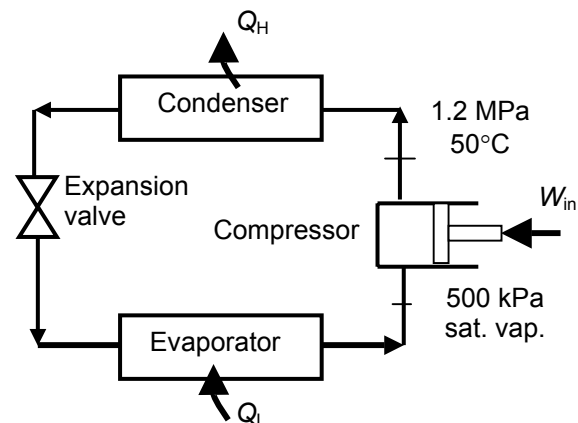 QH
Condenser
1.2 MPa
50°C
Expansion
valve
Compressor
Win
500 kPa
sat. vap.
Evaporator
QL